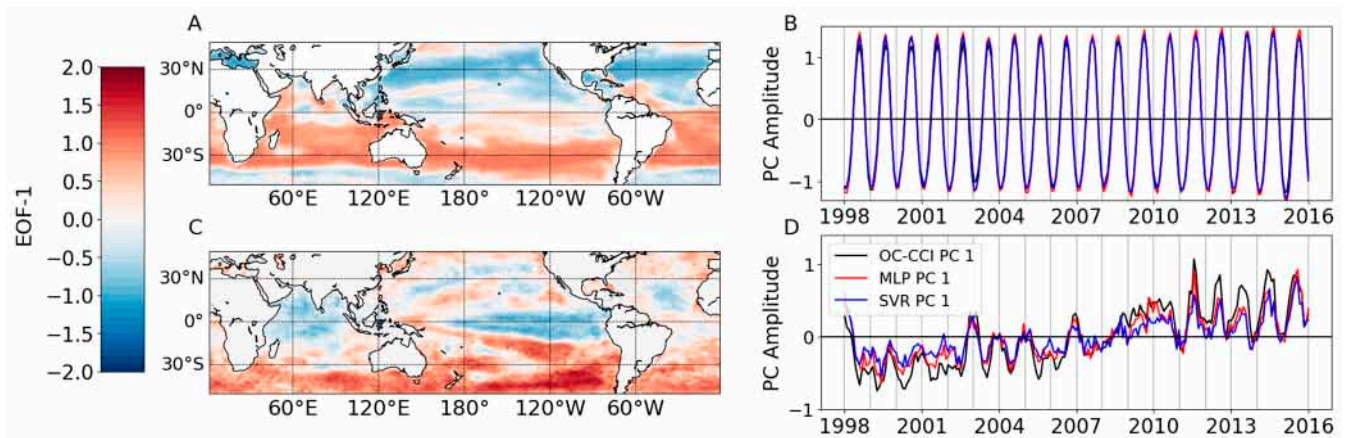 A
B
2.0
1.5
1.0
0.5
0.0
−0.5
−1.0
−1.5
−2.0
EOF-1
30°N
0°
30°S
60°E 120°E 180° 120°W 60°W
PC Amplitude
1
0
−1
1998 2001 2004 2007 2010 2013 2016
C
D
30°N
0°
30°S
60°E 120°E 180° 120°W 60°W
PC Amplitude
1
0
−1
OC-CCI PC 1
MLP PC 1
SVR PC 1
1998 2001 2004 2007 2010 2013 2016